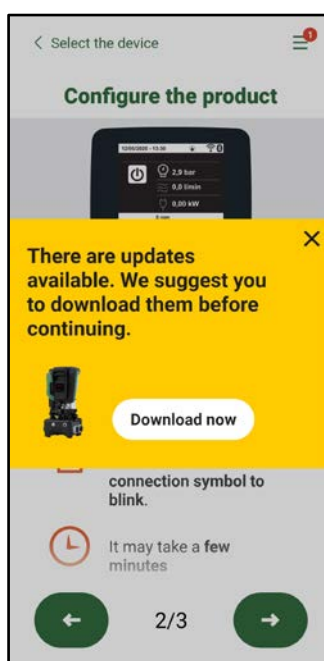 Select the device
1
Configure the product
12/05/2020 - 15:30
2,9 bar
0,0 l/min
0,00 kW
There are updates
available. We suggest you
to download them before
continuing.
Download now
connection symbol to
blink.
It may take a few
minutes
2/3